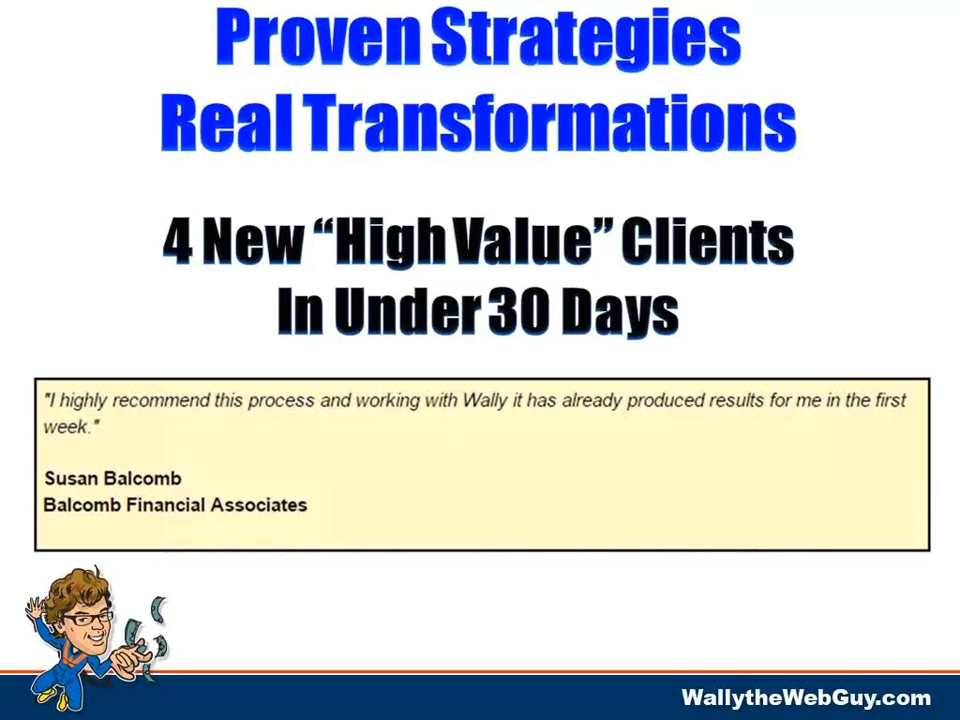 Proven Strategies
Real Transformations
4 New “High Value” Clients
In Under 30 Days
"I highly recommend this process and working with Wally it has already produced results for me in the first
week."
Susan Balcomb
Balcomb Financial Associates
WallytheWebGuy.com